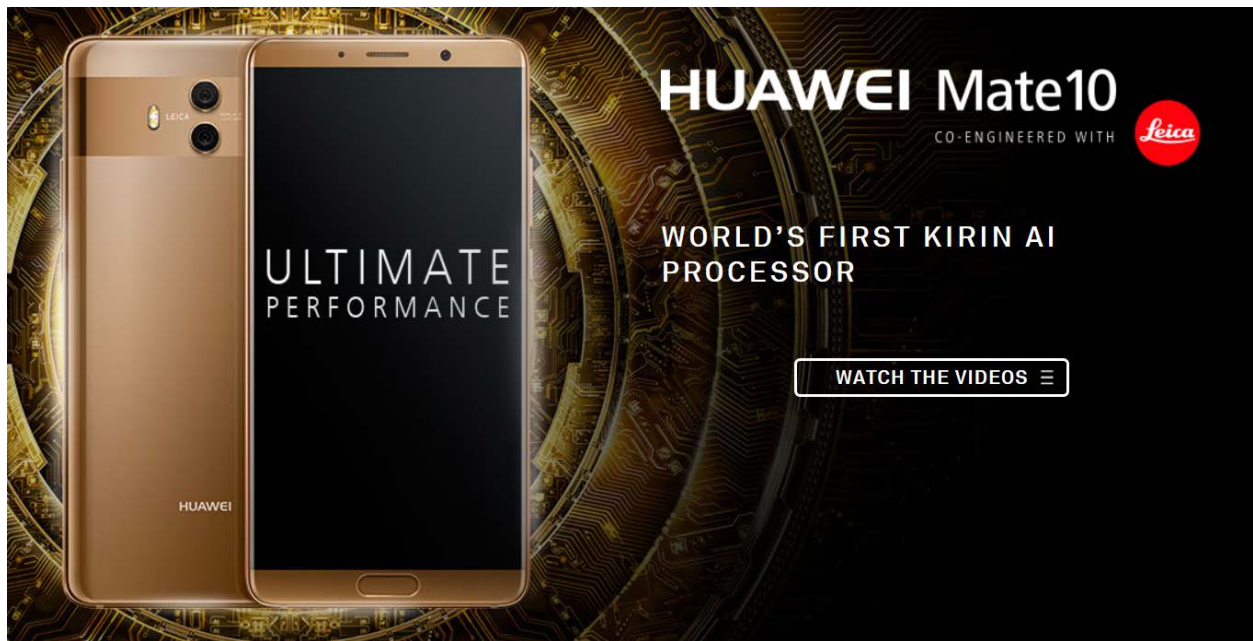 LEICA
HUAWEI
ULTIMATE
PERFORMANCE
HUAWEI Mate10
CO-ENGINEERED WITH
Leica
WORLD'S FIRST KIRIN AI
PROCESSOR
WATCH THE VIDEOS